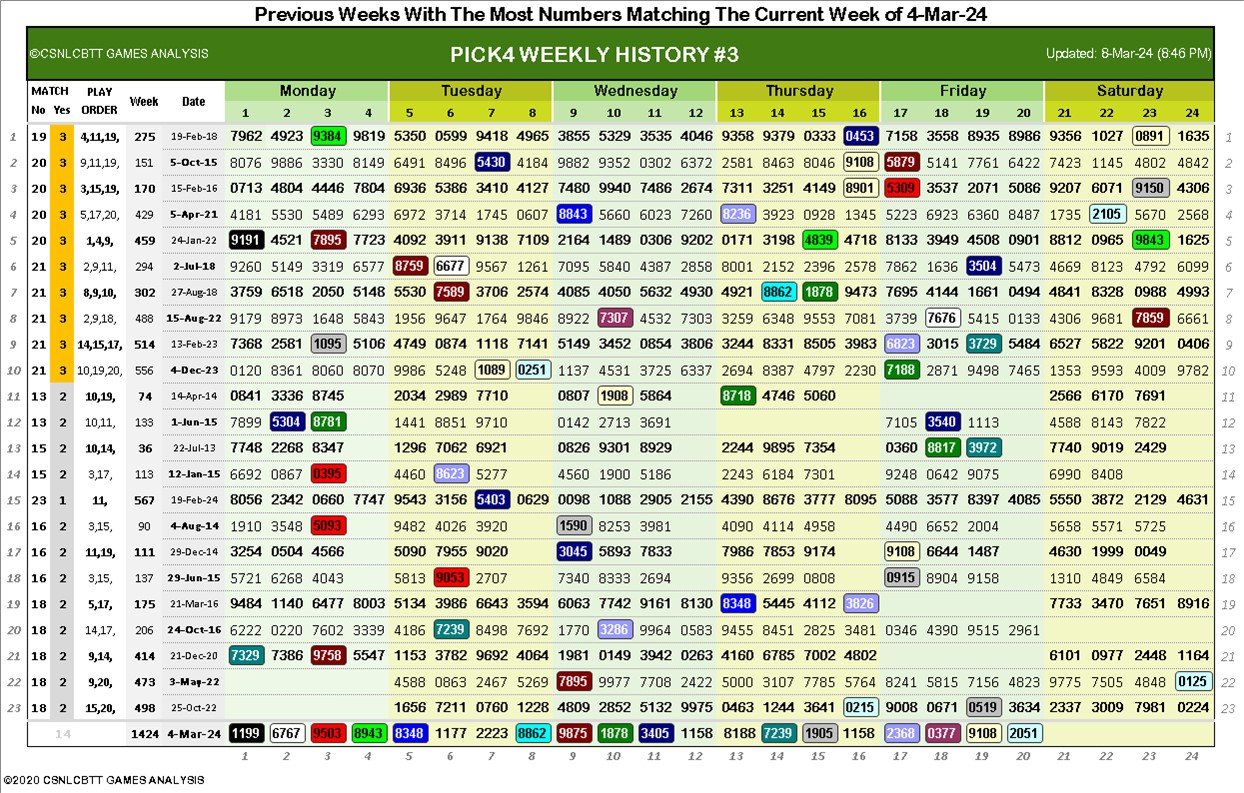 Previous Weeks With The Most Numbers Matching The Current Week of 4-Mar-24
©CSNLCBTT GAMES ANALYSIS PICK4 WEEKLY HISTORY #3 Updated: 8-Mar-24 (8:46 PM)
MATCH PLAY Week Date Monday Tuesday Wednesday Thursday Friday Saturday
No Yes ORDER 1 2 3 4 5 6 7 8 9 10 11 12 13 14 15 16 17 18 19 20 21 22 23 24
1 19 3 4,11,19, 275 19-Feb-18 7962 4923 9384 9819 5350 0599 9418 4965 3855 5329 3535 4046 9358 9379 0333 0453 7158 3558 8935 8986 9356 1027 0891 1635 1
2 20 3 9,11,19, 151 5-Oct-15 8076 9886 3330 8149 6491 8496 5430 4184 9882 9352 0302 6372 2581 8463 8046 9108 5879 5141 7761 6422 7423 1145 4802 4842 2
3 20 3 3,15,19, 170 15-Feb-16 0713 4804 4446 7804 6936 5386 3410 4127 7480 9940 7486 2674 7311 3251 4149 8901 5309 3537 2071 5086 9207 6071 9150 4306 3
4 20 3 5,17,20, 429 5-Apr-21 4181 5530 5489 6293 6972 3714 1745 0607 8843 5660 6023 7260 8236 3923 0928 1345 5223 6923 6360 8487 1735 2105 5670 2568 4
5 20 3 1,4,9, 459 24-Jan-22 9191 4521 7895 7723 4092 3911 9138 7109 2164 1489 0306 9202 0171 3198 4839 4718 8133 3949 4508 0901 8812 0965 9843 1625 5
6 21 3 2,9,11, 294 2-Jul-18 9260 5149 3319 6577 8759 6677 9567 1261 7095 5840 4387 2858 8001 2152 2396 2578 7862 1636 3504 5473 4669 8123 4792 6099 6
7 21 3 8,9,10, 302 27-Aug-18 3759 6518 2050 5148 5530 7589 3706 2574 4085 4050 5632 4930 4921 8862 1878 9473 7695 4144 1661 0494 4841 8328 0988 4993 7
8 21 3 2,9,18, 488 15-Aug-22 9179 8973 1648 5843 1956 9647 1764 9846 8922 7307 4532 7303 3259 6348 9553 7081 3739 7676 5415 0133 4306 9681 7859 6661 8
9 21 3 14,15,17, 514 13-Feb-23 7368 2581 1095 5106 4749 0874 1118 7141 5149 3452 0854 3806 3244 8331 8505 3983 6823 3015 3729 5484 6527 5822 9201 0406 9
10 21 3 10,19,20, 556 4-Dec-23 0120 8361 8060 8070 9986 5248 1089 0251 1137 4531 3725 6337 2694 8387 4797 2230 7188 2871 9498 7465 1353 9593 4009 9782 10
11 13 2 10,19, 74 14-Apr-14 0841 3336 8745 2034 2989 7710 0807 1908 5864 8718 4746 5060 2566 6170 7691 11
12 13 2 10,11, 133 1-Jun-15 7899 5304 8781 1441 8851 9710 0142 2713 3691 7105 3540 1113 4588 8143 7822 12
13 15 2 10,14, 36 22-Jul-13 7748 2268 8347 1296 7062 6921 0826 9301 8929 2244 9895 7354 0360 8817 3972 7740 9019 2429 13
14 15 2 3,17, 113 12-Jan-15 6692 0867 0395 4460 8623 5277 4560 1900 5186 2243 6184 7301 9248 0642 9075 6990 8408 14
15 23 1 11, 567 19-Feb-24 8056 2342 0660 7747 9543 3156 5403 0629 0098 1088 2905 2155 4390 8676 3777 8095 5088 3577 8397 4085 5550 3872 2129 4631 15
16 16 2 3,15, 90 4-Aug-14 1910 3548 5093 9482 4026 3920 1590 8253 3981 4090 4114 4958 4490 6652 2004 5658 5571 5725 16
17 16 2 11,19, 111 29-Dec-14 3254 0504 4566 5090 7955 9020 3045 5893 7833 7986 7853 9174 9108 6644 1487 4630 1999 0049 17
18 16 2 3,15, 137 29-Jun-15 5721 6268 4043 5813 9053 2707 7340 8333 2694 9356 2699 0808 0915 8904 9158 1310 4849 6584 18
19 18 2 5,17, 175 21-Mar-16 9484 1140 6477 8003 5134 3986 6643 3594 6063 7742 9161 8130 8348 5445 4112 3826 7733 3470 7651 8916 19
20 18 2 14,17, 206 24-Oct-16 6222 0220 7602 3339 4186 7239 8498 7692 1770 3286 9964 0583 9455 8451 2825 3481 0346 4390 9515 2961 20
21 18 2 9,14, 414 21-Dec-20 7329 7386 9758 5547 1153 3782 9692 4064 1981 0149 3942 0263 4160 6785 7002 4802 6101 0977 2448 1164 21
22 18 2 9,20, 473 3-May-22 4588 0863 2467 5269 7895 9977 7708 2422 5000 3107 7785 5764 8241 5815 7156 4823 9775 7505 4848 0125 22
23 18 2 15,20, 498 25-Oct-22 1656 7211 0760 1228 4809 2852 5132 9975 0463 1244 3641 0215 9008 0671 0519 3634 2337 3009 7981 0224 23
14 1424 4-Mar-24 1199 6767 9503 8943 8348 1177 2223 8862 9875 1878 3405 1158 8188 7239 1905 1158 2368 0377 9108 2051
1 2 3 4 5 6 7 8 9 10 11 12 13 14 15 16 17 18 19 20 21 22 23 24
©2020 CSNLCBTT GAMES ANALYSIS